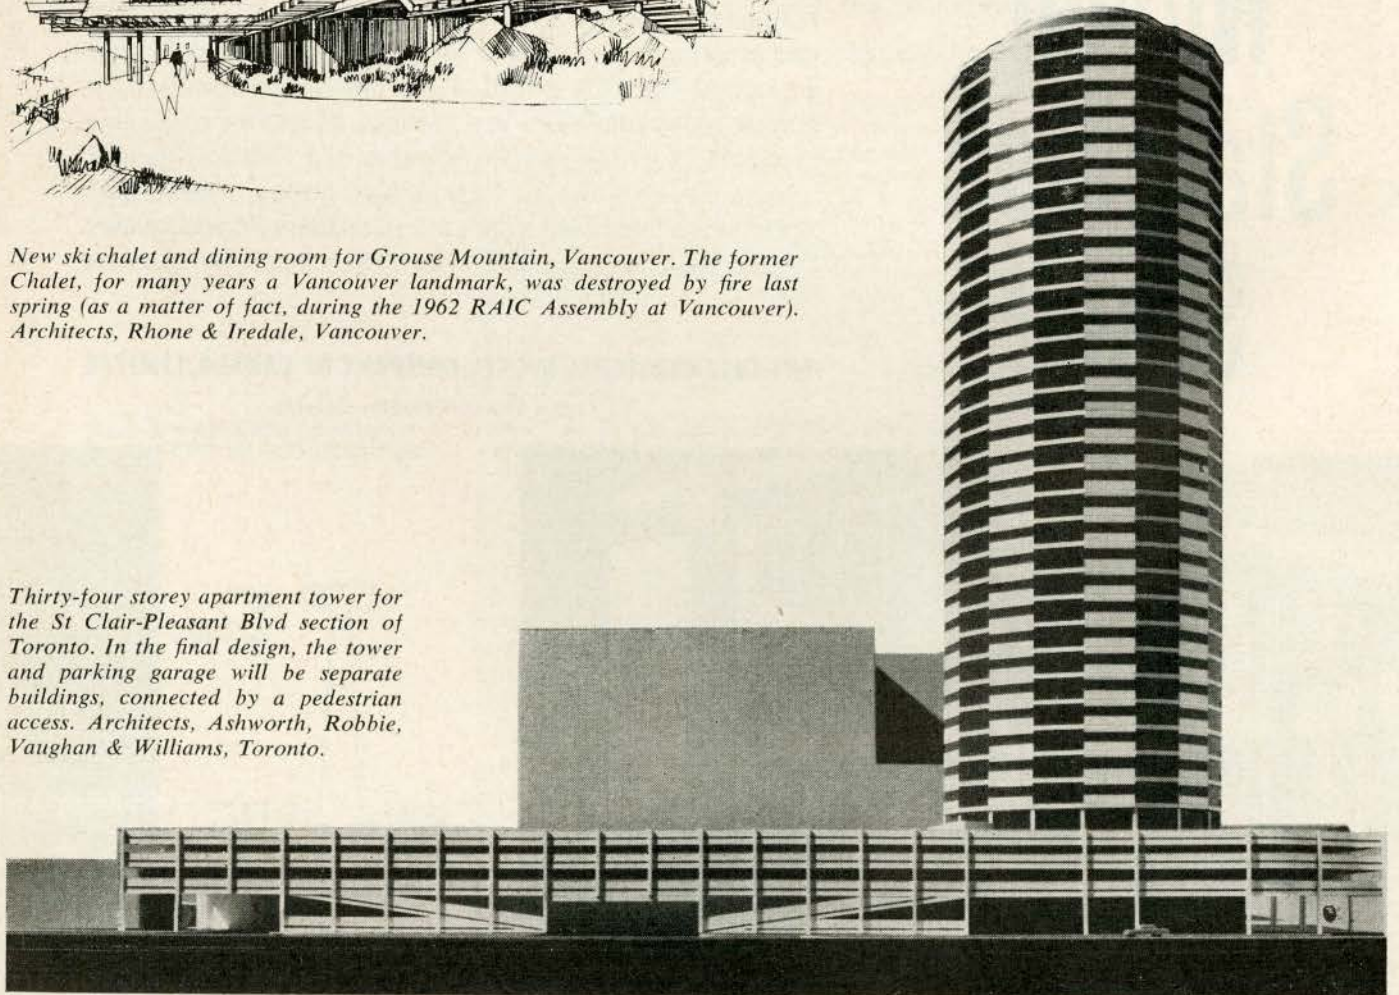 New ski chalet and dining room for Grouse Mountain, Vancouver. The former
Chalet, for many years a Vancouver landmark, was destroyed by fire last
spring (as a matter of fact, during the 1962 RAIC Assembly at Vancouver).
Architects, Rhone & Iredale, Vancouver.
Thirty-four storey apartment tower for
the St Clair-Pleasant Blvd section of
Toronto. In the final design, the tower
and parking garage will be separate
buildings, connected by a pedestrian
access. Architects, Ashworth, Robbie,
Vaughan & Williams, Toronto.